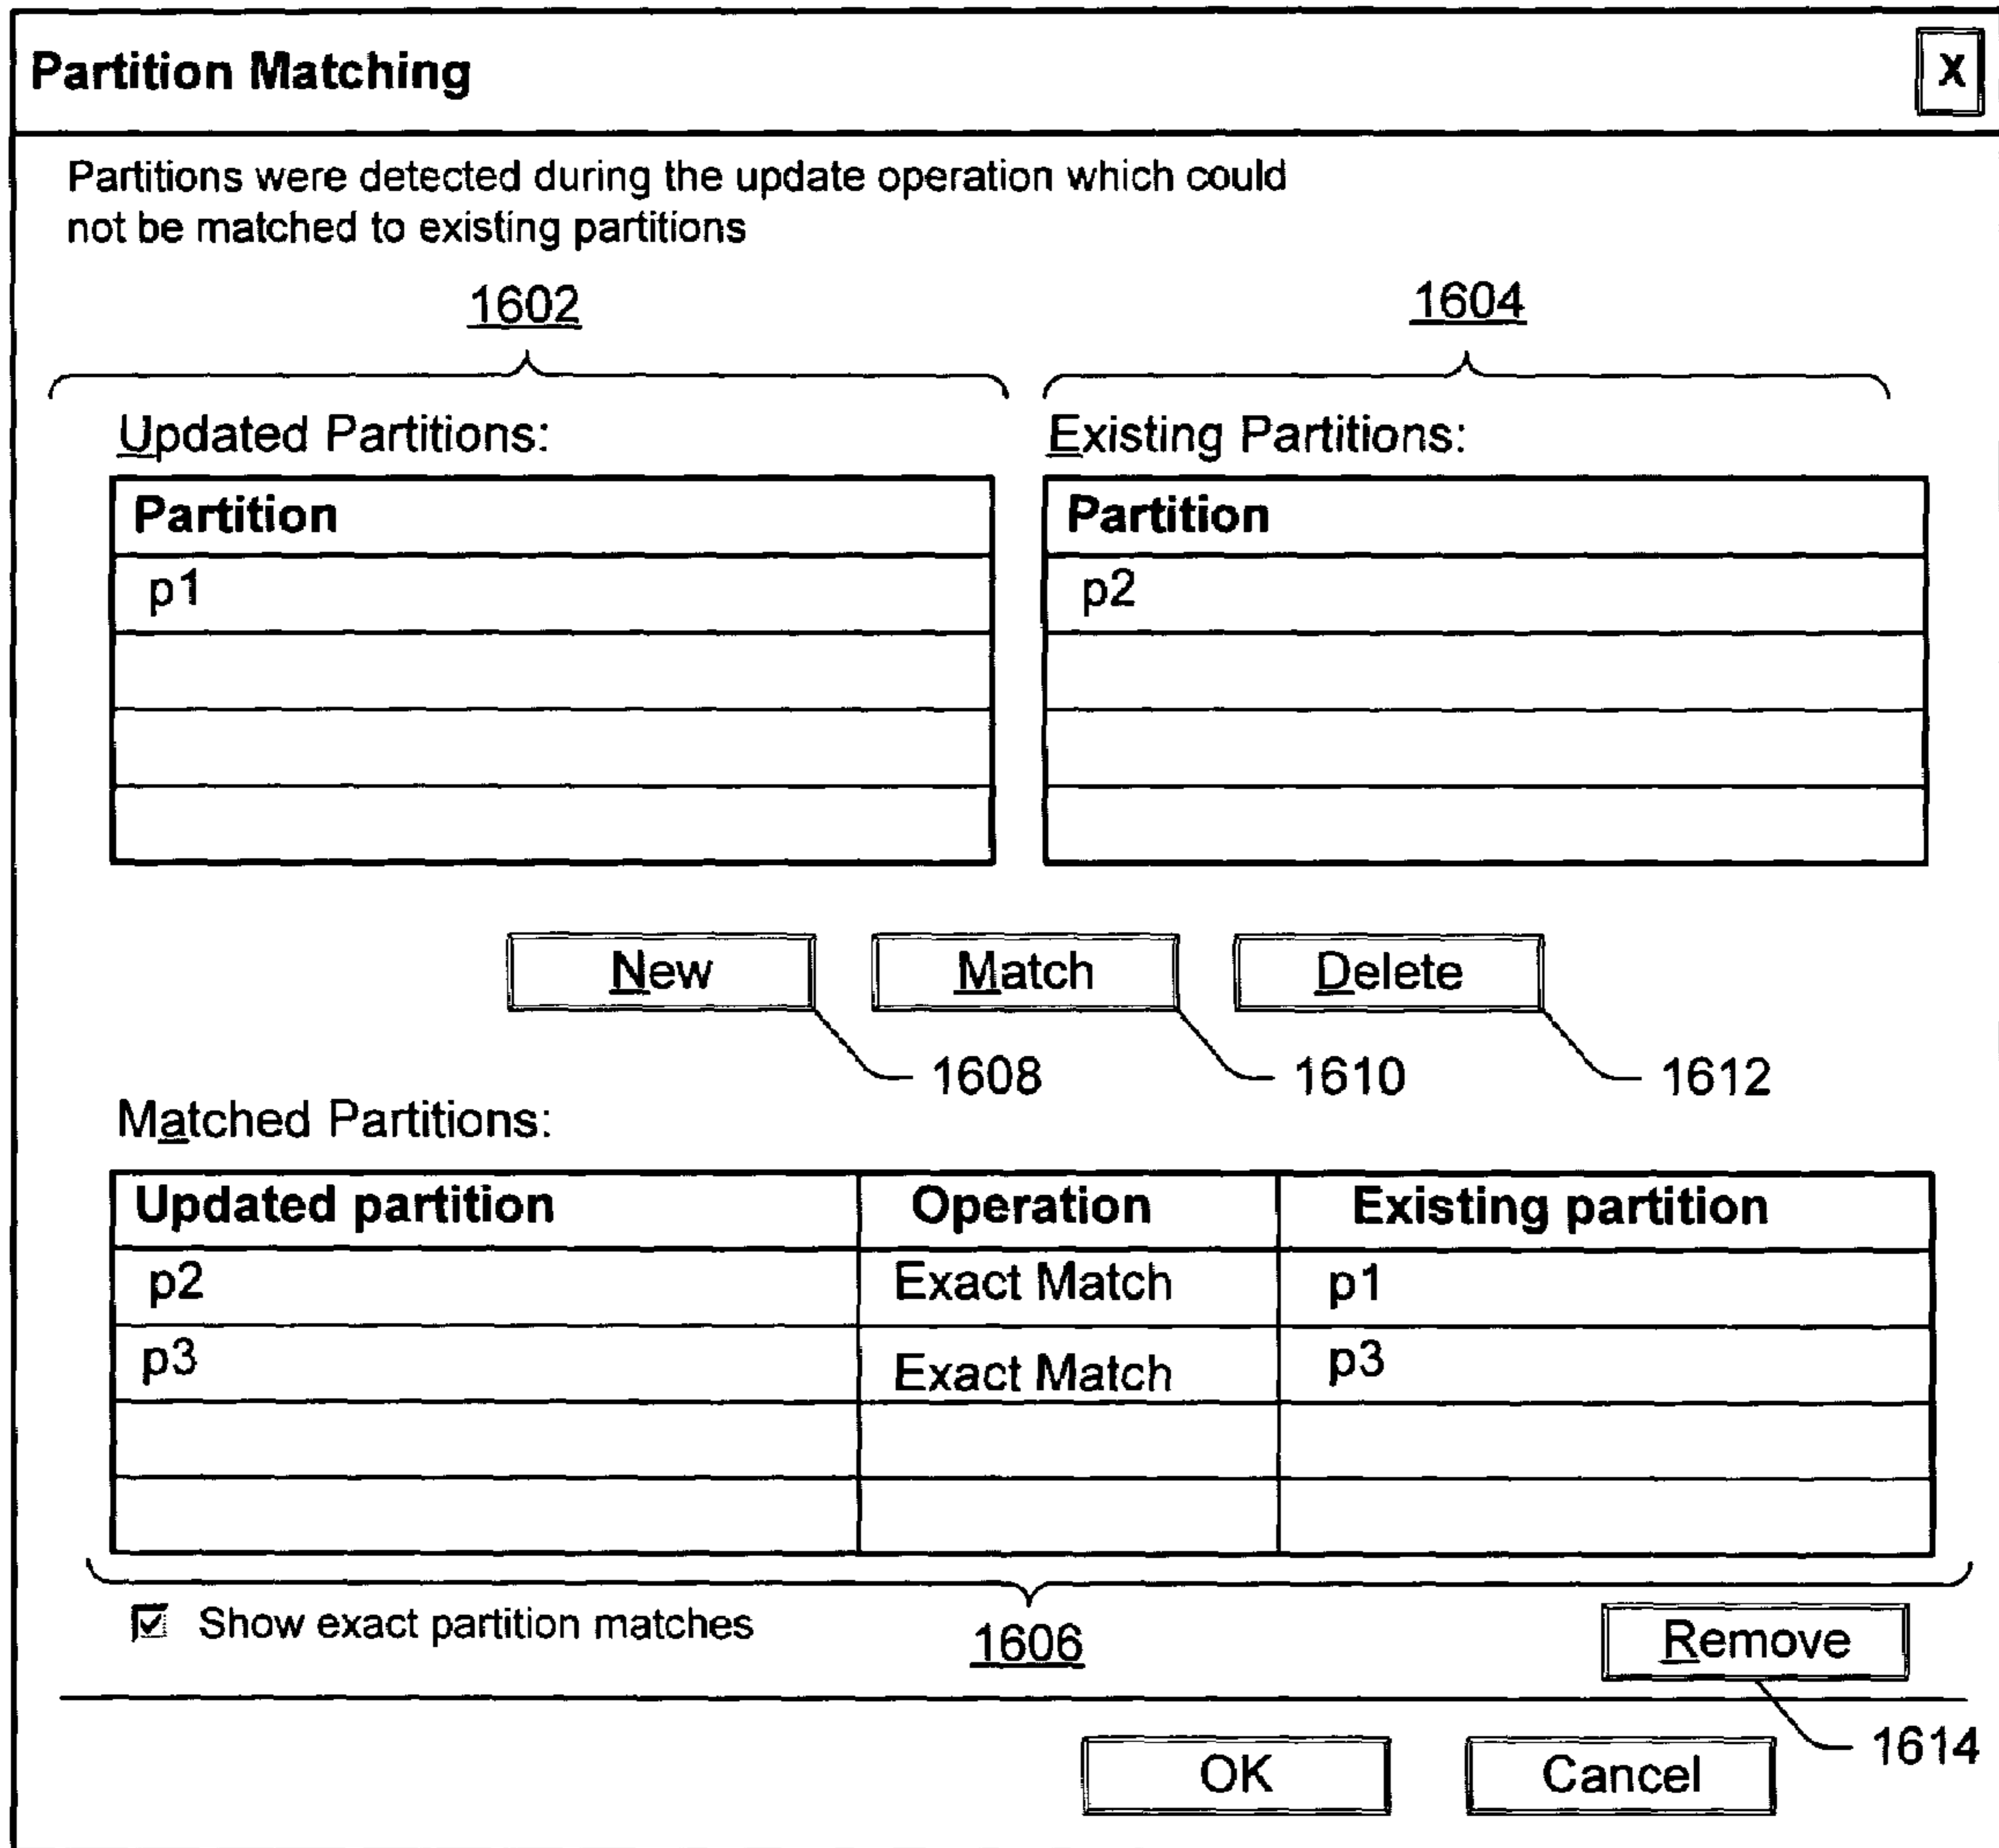 Partition Matching X
Partitions were detected during the update operation which could
not be matched to existing partitions
1602 1604
Updated Partitions: Existing Partitions:
Partition Partition
p1 p2
New Match Delete
1608 1610 1612
Matched Partitions:
Updated partition Operation Existing partition
p2 Exact Match p1
p3 Exact Match p3
Show exact partition matches 1606 Remove
1614
OK Cancel